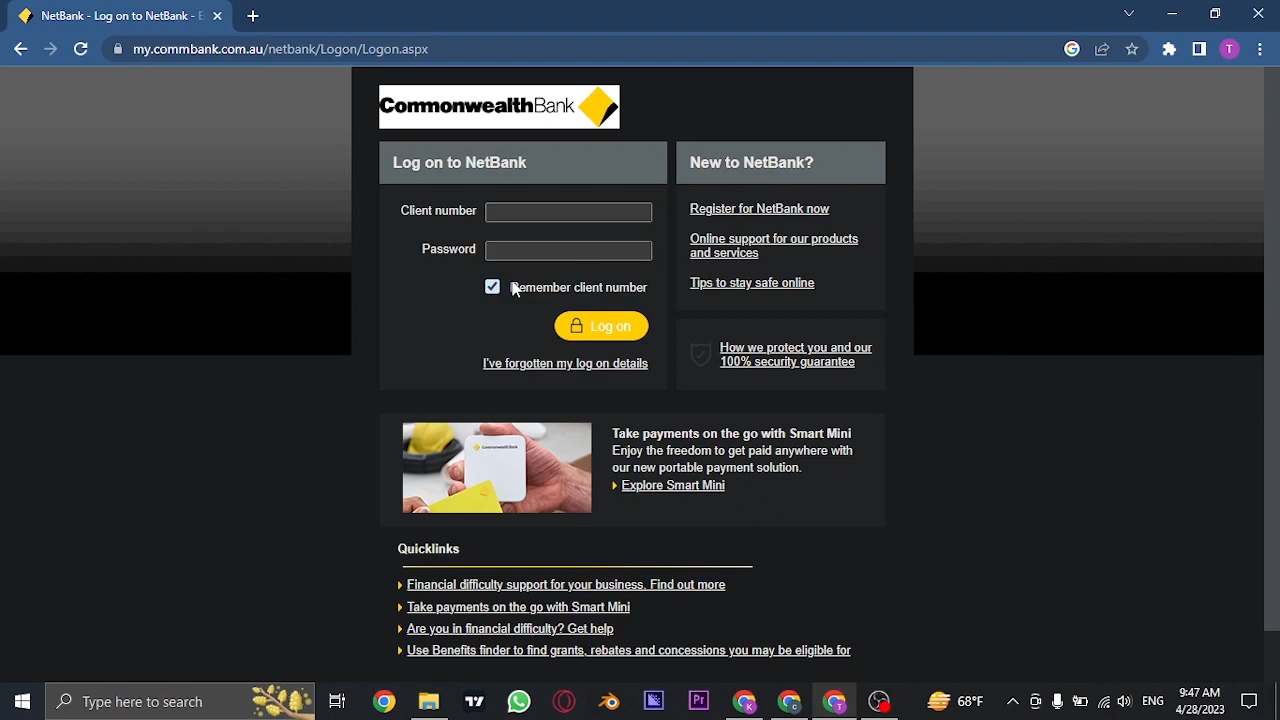 NetBank - Log on to NetBank - E
my.commbank.com.au/netbank/Logon/Logon.aspx
T
CommonwealthBank
Log on to NetBank
Client number
Password
Remember client number
Log on
I've forgotten my log on details
New to NetBank?
Register for NetBank now
Online support for our products
and services
Tips to stay safe online
How we protect you and our
100% security guarantee
CommonwealthBank
Take payments on the go with Smart Mini
Enjoy the freedom to get paid anywhere with
our new portable payment solution.
Explore Smart Mini
Quicklinks
Financial difficulty support for your business. Find out more
Take payments on the go with Smart Mini
Are you in financial difficulty? Get help
Use Benefits finder to find grants, rebates and concessions you may be eligible for
Type here to search
Pr
K
C
T
68°F
ENG
9:47 AM
4/28/2023